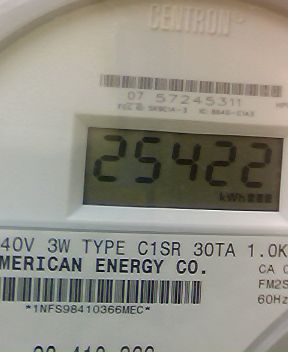 CENTRON
07 57245311
25422
kWh
40V 3W TYPE C1SR 30TA 1.0K
MERICAN ENERGY CO.
CA
FM2S
60Hz
*1NFS98410366MEC*